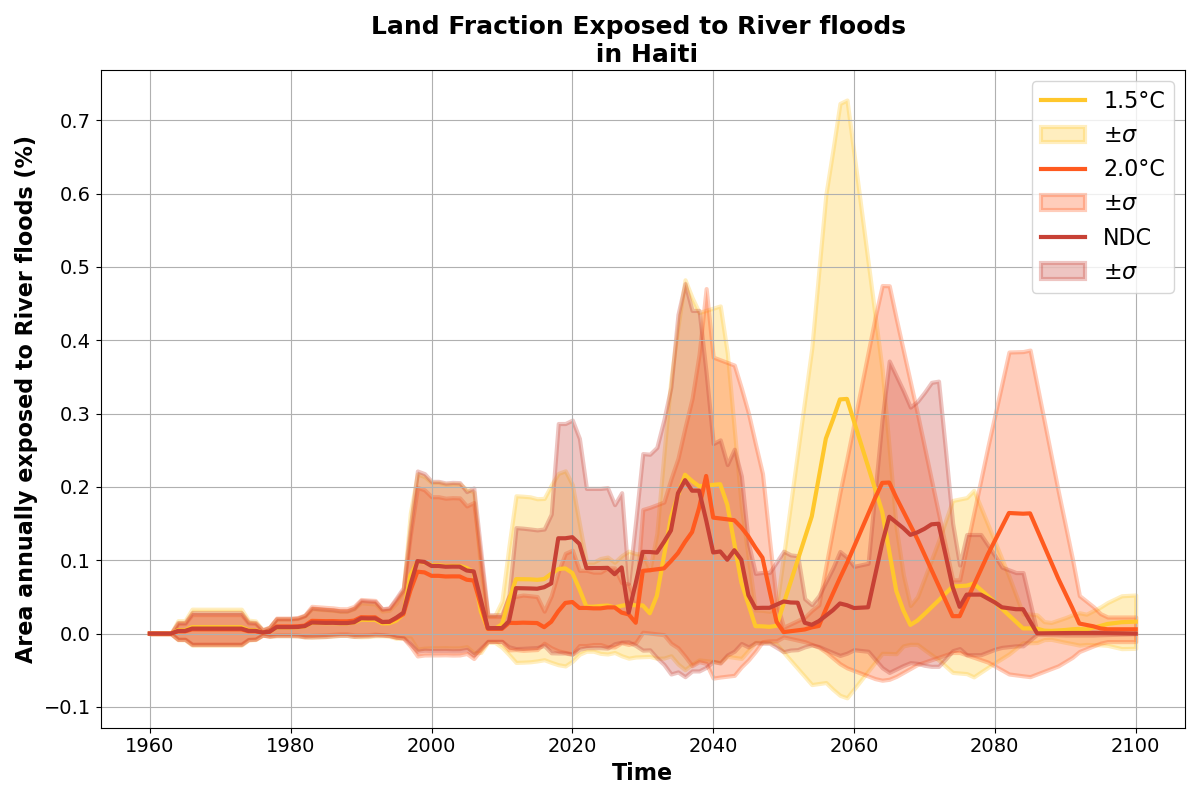 Land Fraction Exposed to River floods
in Haiti
Area annually exposed to River floods (%)
0.7
0.6
0.5
0.4
0.3
0.2
0.1
0.0
−0.1
1.5°C
±σ
2.0°C
±σ
NDC
±σ
1960 1980 2000 2020 2040 2060 2080 2100
Time